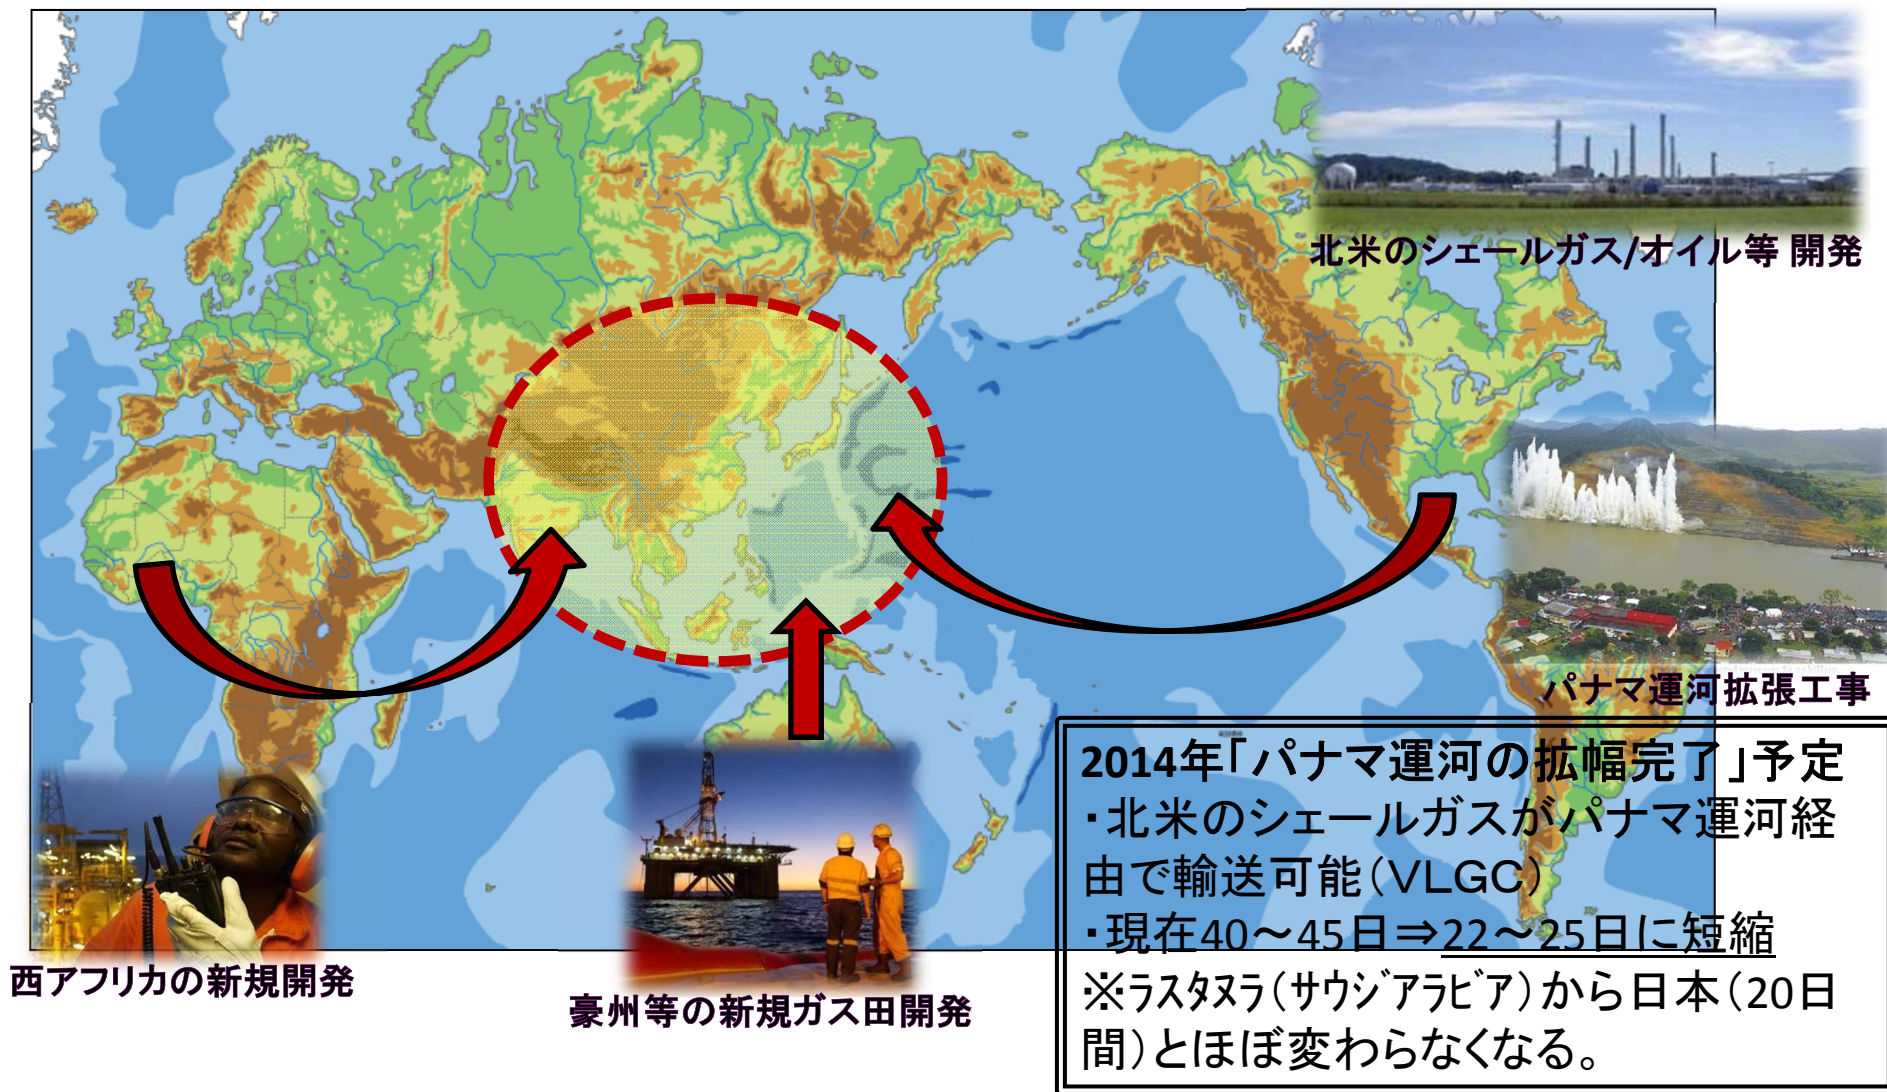 北米のシェールガス/オイル等 開発
パナマ運河拡張工事
2014年「パナマ運河の拡幅完了」予定
・北米のシェールガスがパナマ運河経
由で輸送可能(VLGC)
・現在40～45日⇒22～25日に短縮
※ﾗｽﾀﾇﾗ(ｻｳｼﾞｱﾗﾋﾞｱ)から日本(20日
間)とほぼ変わらなくなる。
西アフリカの新規開発
豪州等の新規ガス田開発